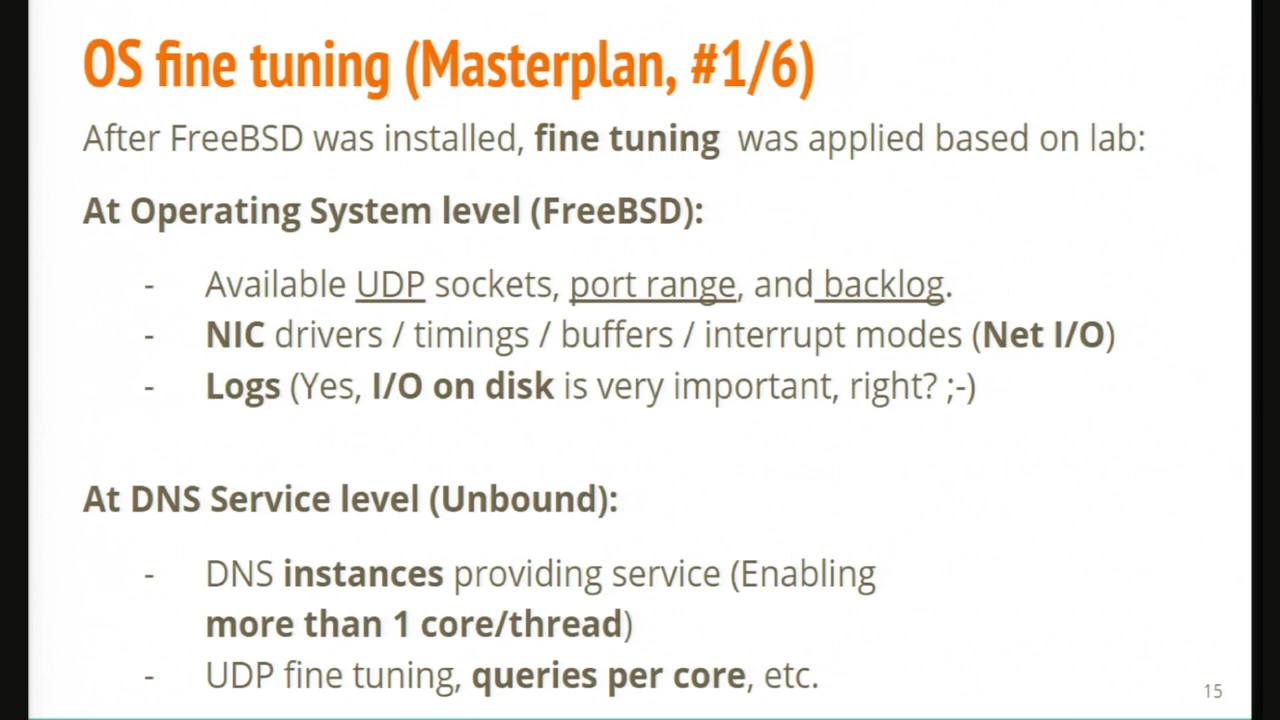 OS fine tuning (Masterplan, #1/6)
After FreeBSD was installed, fine tuning was applied based on lab:
At Operating System level (FreeBSD):
- Available UDP sockets, port range, and backlog.
- NIC drivers / timings / buffers / interrupt modes (Net I/O)
- Logs (Yes, I/O on disk is very important, right? ;-)
At DNS Service level (Unbound):
- DNS instances providing service (Enabling
more than 1 core/thread)
- UDP fine tuning, queries per core, etc.
15